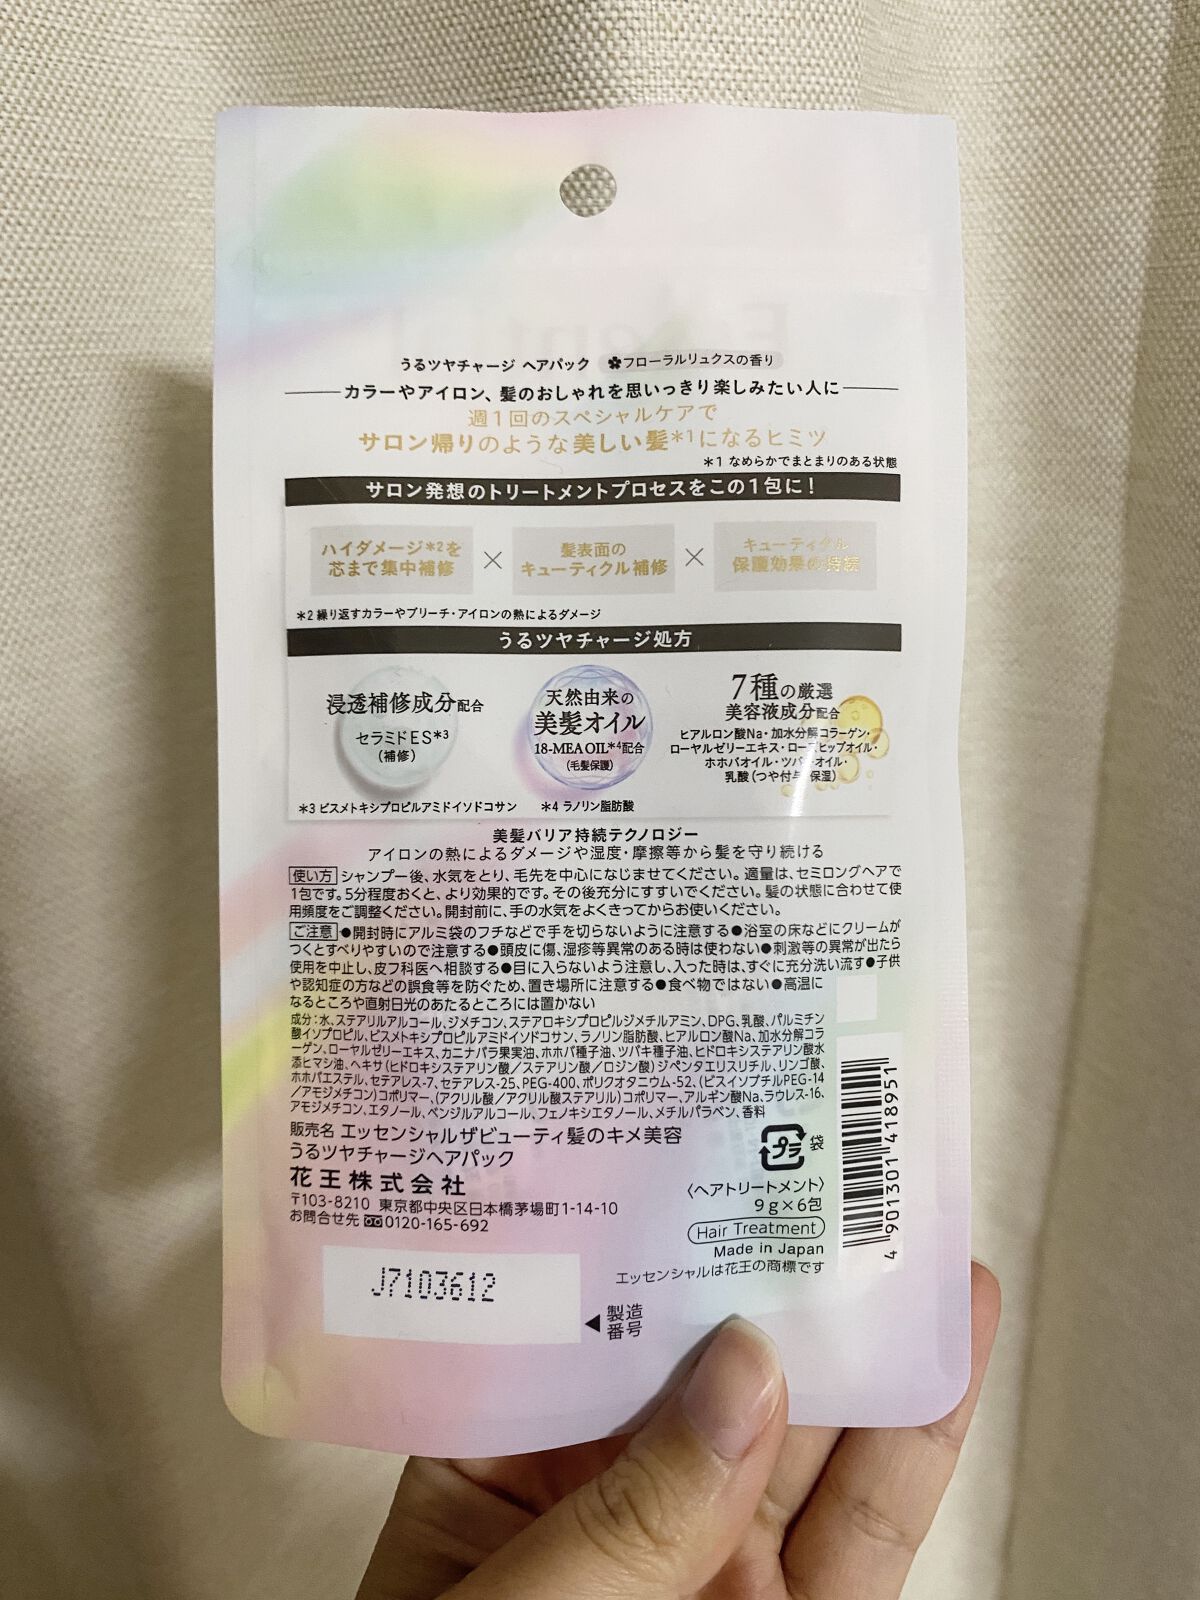 うるツヤチャージ ヘアパック ✽フローラルリュクスの香り
カラーやアイロン、髪のおしゃれを思いっきり楽しみたい人に
週1回のスペシャルケアで
サロン帰りのような美しい髪*1になるヒミツ
*1 なめらかでまとまりのある状態
サロン発想のトリートメントプロセスをこの1包に!
ハイダメージ*2を
芯まで集中補修
×
髪表面の
キューティクル補修
×
キューティクル
保護効果の持続
*2 繰り返すカラーやブリーチ・アイロンの熱によるダメージ
うるツヤチャージ処方
浸透補修成分配合
セラミドES*3
(補修)
天然由来の
美髪オイル
18-MEA OIL*4配合
(毛髪保護)
7種の厳選
美容液成分配合
ヒアルロン酸Na・加水分解コラーゲン・
ローヤルゼリーエキス・ローズヒップオイル・
ホホバオイル・ツバキオイル・
乳酸(つや付与・保湿)
*3 ビスメトキシプロピルアミドイソドコサン *4 ラノリン脂肪酸
美髪バリア持続テクノロジー
アイロンの熱によるダメージや湿度・摩擦等から髪を守り続ける
使い方 シャンプー後、水気をとり、毛先を中心になじませてください。適量は、セミロングヘアで
1包です。5分程度おくと、より効果的です。その後充分にすすいでください。髪の状態に合わせて使
用頻度をご調整ください。開封前に、手の水気をよくきってからお使いください。
ご注意 ●開封時にアルミ袋のフチなどで手を切らないように注意する●浴室の床などにクリームが
つくとすべりやすいので注意する●頭皮に傷、湿疹等異常のある時は使わない●刺激等の異常が出たら
使用を中止し、皮フ科医へ相談する●目に入らないよう注意し、入った時は、すぐに充分洗い流す●子供
や認知症の方などの誤食等を防ぐため、置き場所に注意する●食べ物ではない●高温に
なるところや直射日光のあたるところには置かない
成分:水、ステアリルアルコール、ジメチコン、ステアロキシプロピルジメチルアミン、DPG、乳酸、パルミチン
酸イソプロピル、ビスメトキシプロピルアミドイソドコサン、ラノリン脂肪酸、ヒアルロン酸Na、加水分解コラ
ーゲン、ローヤルゼリーエキス、カニナバラ果実油、ホホバ種子油、ツバキ種子油、ヒドロキシステアリン酸水
添ヒマシ油、ヘキサ(ヒドロキシステアリン酸/ステアリン酸/ロジン酸)ジペンタエリスリチル、リンゴ酸、
ホホバエステル、セテアレス-7、セテアレス-25、PEG-400、ポリクオタニウム-52、(ビスイソブチルPEG-14
/アモジメチコン)コポリマー、(アクリル酸/アクリル酸ステアリル)コポリマー、アルギン酸Na、ラウレス-16、
アモジメチコン、エタノール、ベンジルアルコール、フェノキシエタノール、メチルパラベン、香料
販売名 エッセンシャルザビューティ髪のキメ美容
うるツヤチャージヘアパック
花王株式会社
〒103-8210 東京都中央区日本橋茅場町1-14-10
お問合せ先 0120-165-692
プラ 袋
〈ヘアトリートメント〉
9g×6包
Hair Treatment
Made in Japan
エッセンシャルは花王の商標です
4 901301 418951
J7103612
◀製造
番号